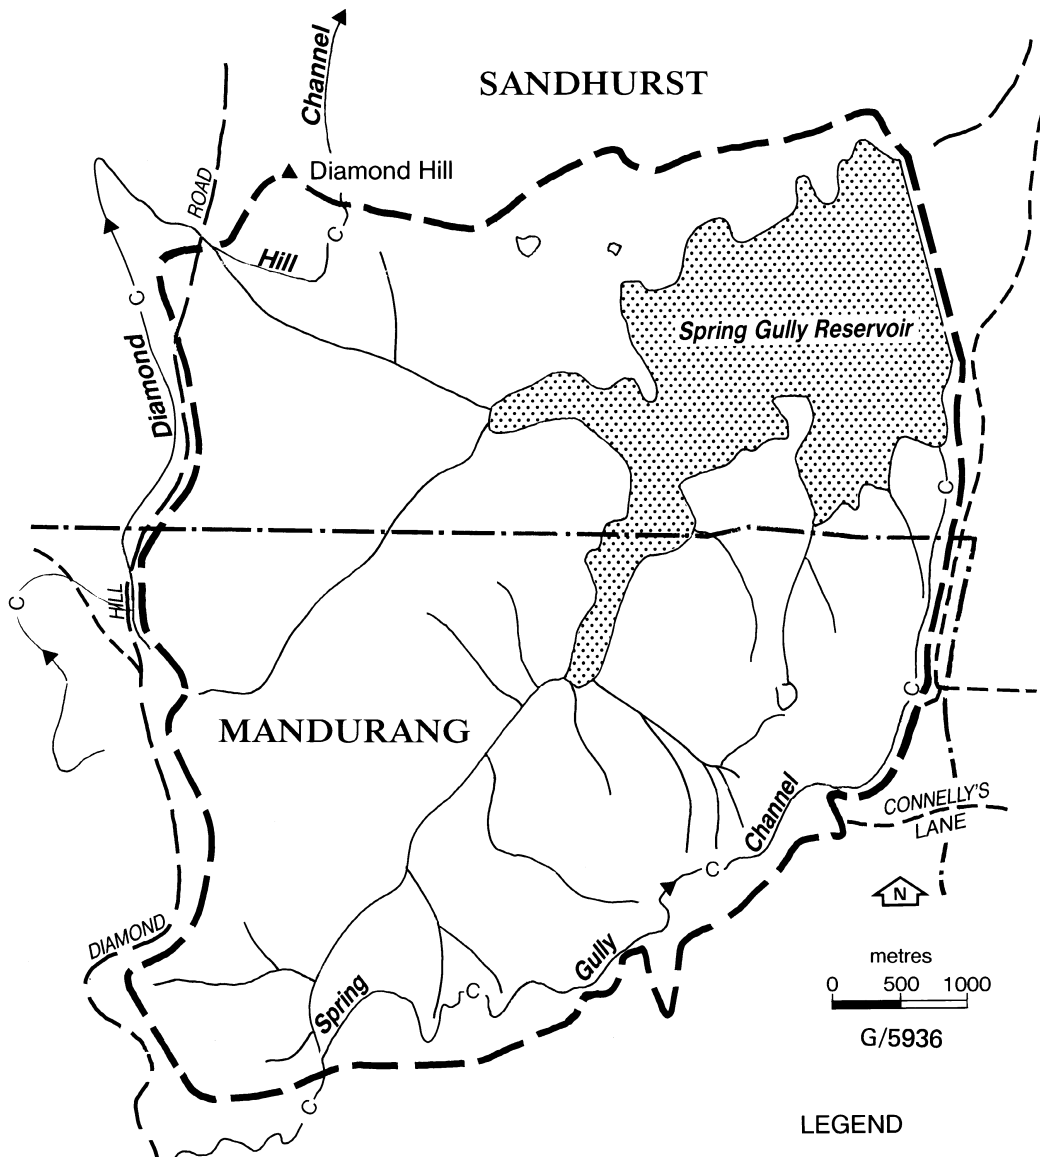 Channel
SANDHURST
Diamond Hill
ROAD
C
Hill
C
Diamond
Spring Gully Reservoir
C
C
HILL
C
MANDURANG
Channel
CONNELLY'S
LANE
C
N
DIAMOND
Gully
Spring
C
metres
0 500 1000
G/5936
C
LEGEND